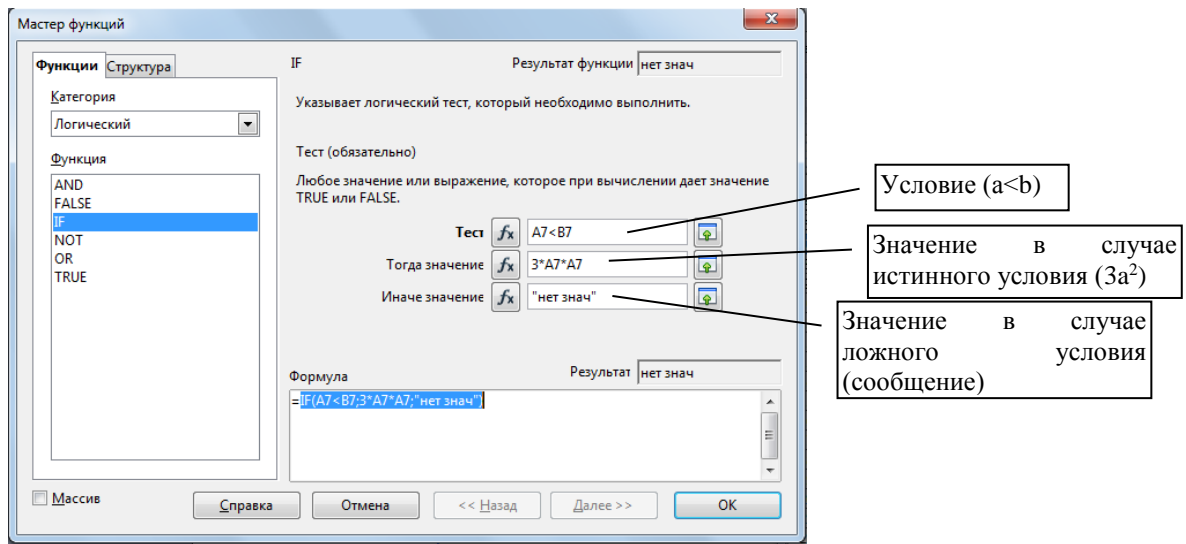 Мастер функций
Функции Структура
Категория
Логический
Функция
AND
FALSE
IF
NOT
OR
TRUE
IF Результат функции нет знач
Указывает логический тест, который необходимо выполнить.
Тест (обязательно)
Любое значение или выражение, которое при вычислении дает значение
TRUE или FALSE.
Тест fx A7<B7
Тогда значение fx 3*A7*A7
Иначе значение fx "нет знач"
Формула Результат нет знач
=IF(A7<B7;3*A7*A7;"нет знач")
Массив Справка Отмена << Назад Далее >> OK
Условие (a<b)
Значение в случае
истинного условия (3a²)
Значение в случае
ложного условия
(сообщение)